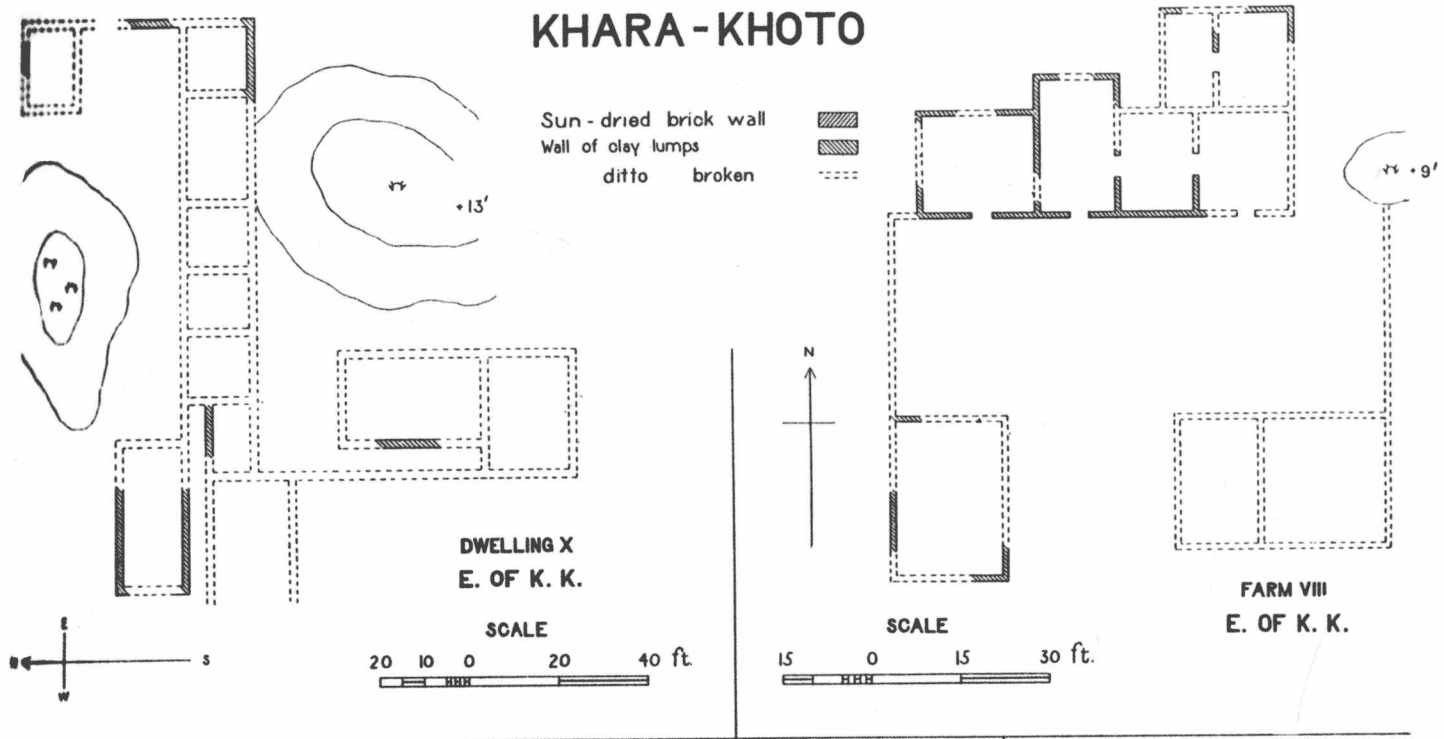 KHARA-KHOTO
Sun-dried brick wall
Wall of clay lumps
ditto broken
+13'
+9'
N
DWELLING X
E. OF K. K.
SCALE
20 10 0 20 40 ft.
E
S
W
FARM VIII
E. OF K. K.
SCALE
15 0 15 30 ft.